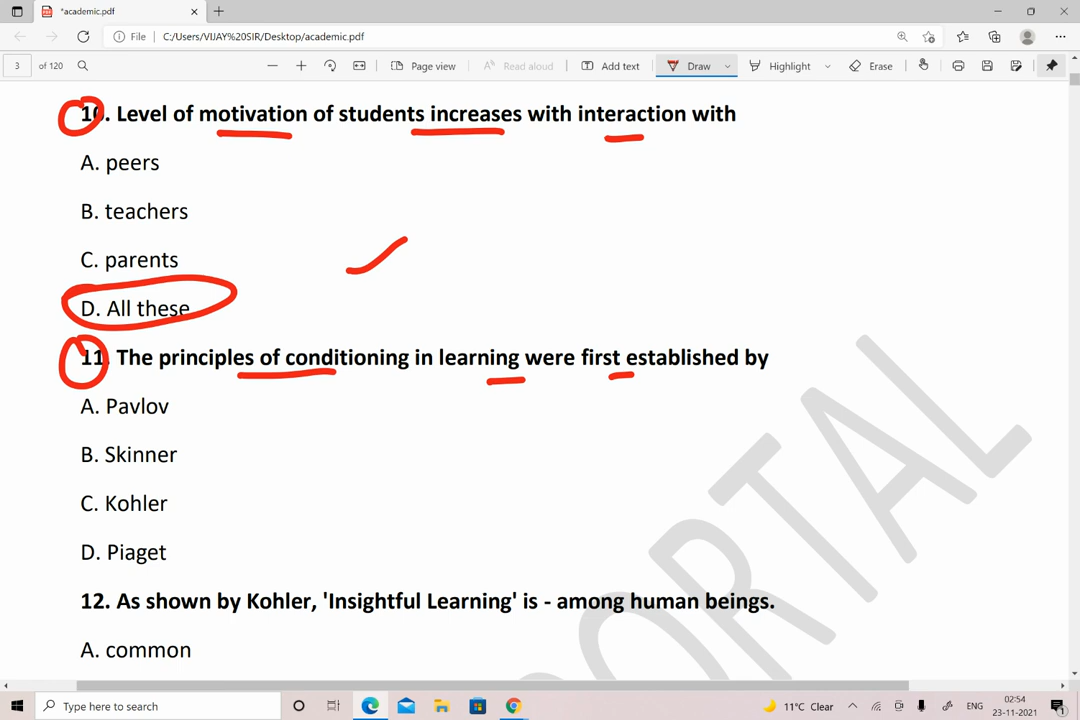 *academic.pdf
File C:/Users/VIJAY%20SIR/Desktop/academic.pdf
3 of 120 Page view Read aloud Add text Draw Highlight Erase
10. Level of motivation of students increases with interaction with
A. peers
B. teachers
C. parents
D. All these
11. The principles of conditioning in learning were first established by
A. Pavlov
B. Skinner
C. Kohler
D. Piaget
12. As shown by Kohler, 'Insightful Learning' is - among human beings.
A. common
PORTAL
Type here to search 11°C Clear ENG 02:54
23-11-2021 1